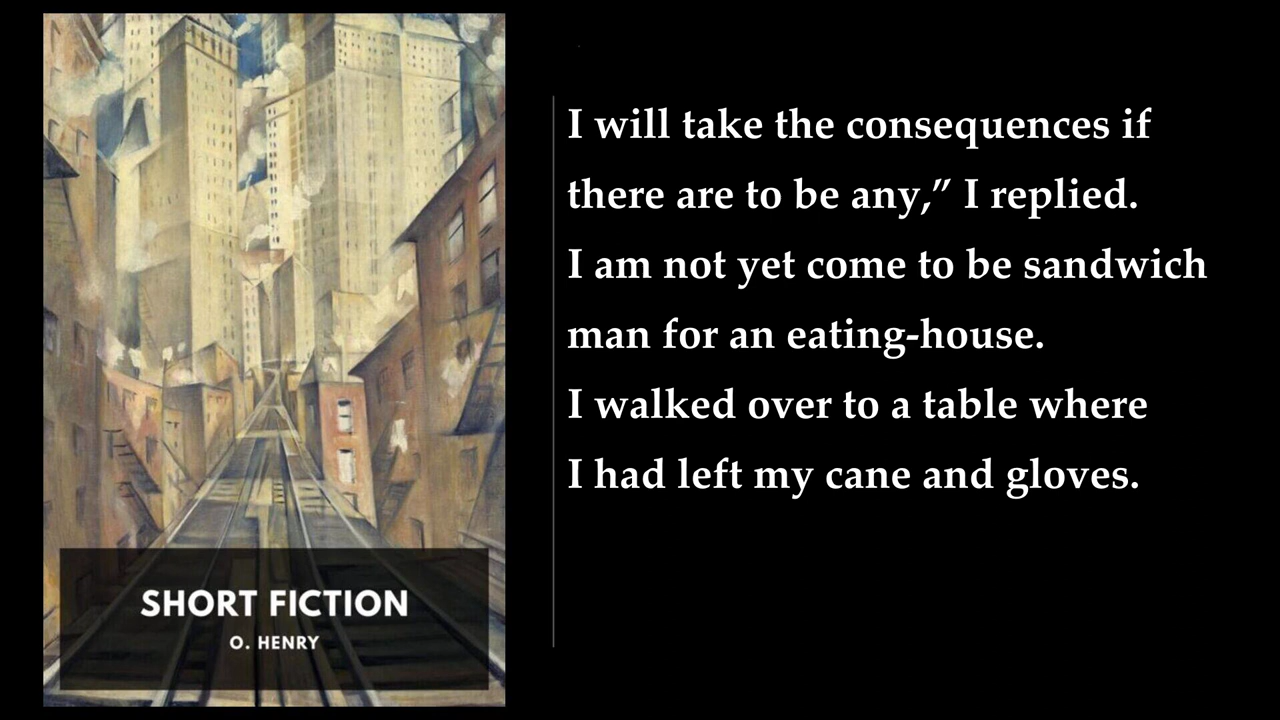 SHORT FICTION
O. HENRY
I will take the consequences if
there are to be any,” I replied.
I am not yet come to be sandwich
man for an eating-house.
I walked over to a table where
I had left my cane and gloves.